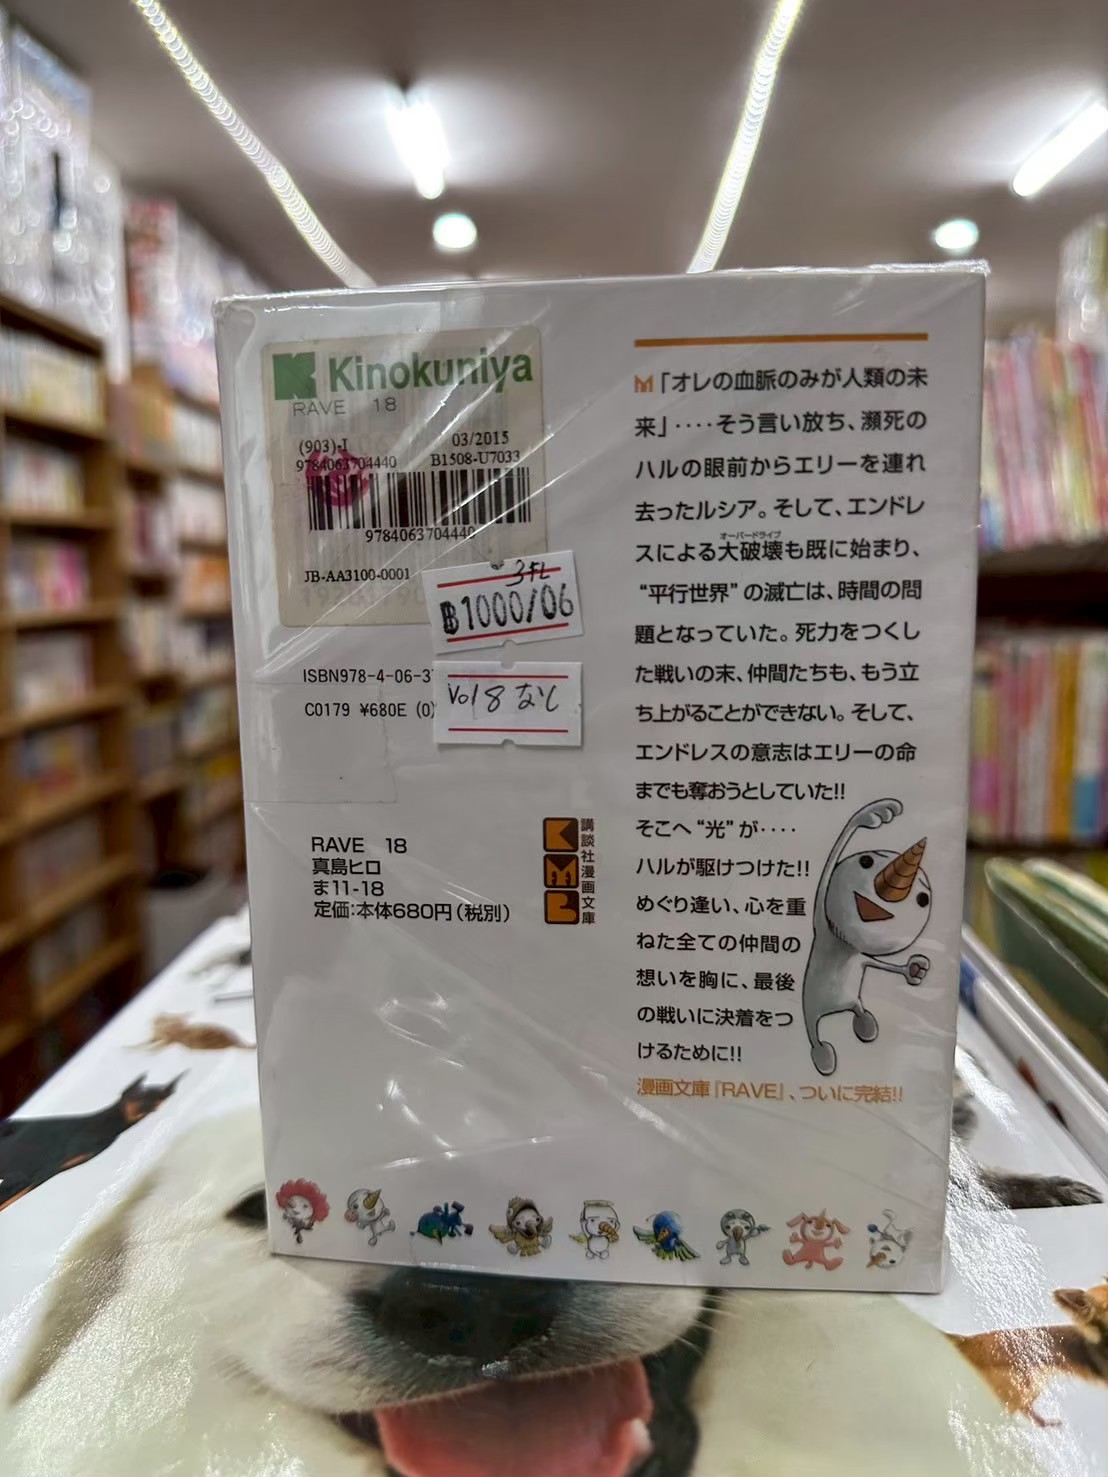 Kinokuniya
RAVE 18
(903)-J 03/2015
9784063704440 B1508-U7033
9784063704440
JB-AA3100-0001
3FL
฿1000/06
Vol 8 なし
ISBN978-4-06-37
C0179 ¥680E (0)
RAVE 18
真島ヒロ
ま11-18
定価:本体680円(税別)
講談社漫画文庫
「オレの血脈のみが人類の未
来」‥‥そう言い放ち、瀕死の
ハルの眼前からエリーを連れ
去ったルシア。そして、エンドレ
オーバードライブ
スによる大破壊も既に始まり、
“平行世界”の滅亡は、時間の問
題となっていた。死力をつくし
た戦いの末、仲間たちも、もう立
ち上がることができない。そして、
エンドレスの意志はエリーの命
までも奪おうとしていた!!
そこへ“光”が‥‥
ハルが駆けつけた!!
めぐり逢い、心を重
ねた全ての仲間の
想いを胸に、最後
の戦いに決着をつ
けるために!!
漫画文庫『RAVE』、ついに完結!!